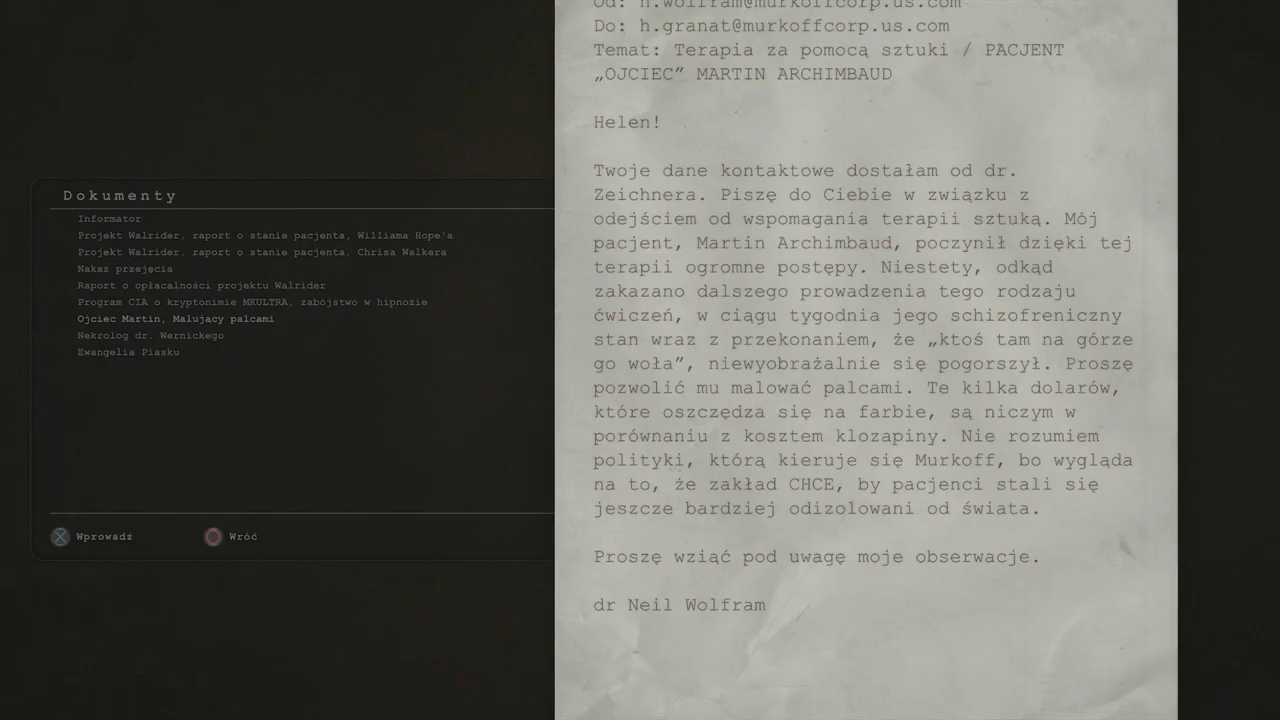 Dokumenty
Informator
Projekt Walrider, raport o stanie pacjenta, Williama Hope'a
Projekt Walrider, raport o stanie pacjenta, Chrisa Walkera
Nakaz przejęcia
Raport o opłacalności projektu Walrider
Program CIA o kryptonimie MKULTRA, zabójstwo w hipnozie
Ojciec Martin, Malujący palcami
Nekrolog dr. Wernickego
Ewangelia Piasku
Wprowadź
Wróć
Od: h.wolfram@murkoffcorp.us.com
Do: h.granat@murkoffcorp.us.com
Temat: Terapia za pomocą sztuki / PACJENT
„OJCIEC” MARTIN ARCHIMBAUD
Helen!
Twoje dane kontaktowe dostałam od dr.
Zeichnera. Piszę do Ciebie w związku z
odejściem od wspomagania terapii sztuką. Mój
pacjent, Martin Archimbaud, poczynił dzięki tej
terapii ogromne postępy. Niestety, odkąd
zakazano dalszego prowadzenia tego rodzaju
ćwiczeń, w ciągu tygodnia jego schizofreniczny
stan wraz z przekonaniem, że „ktoś tam na górze
go woła”, niewyobrażalnie się pogorszył. Proszę
pozwolić mu malować palcami. Te kilka dolarów,
które oszczędza się na farbie, są niczym w
porównaniu z kosztem klozapiny. Nie rozumiem
polityki, którą kieruje się Murkoff, bo wygląda
na to, że zakład CHCE, by pacjenci stali się
jeszcze bardziej odizolowani od świata.
Proszę wziąć pod uwagę moje obserwacje.
dr Neil Wolfram